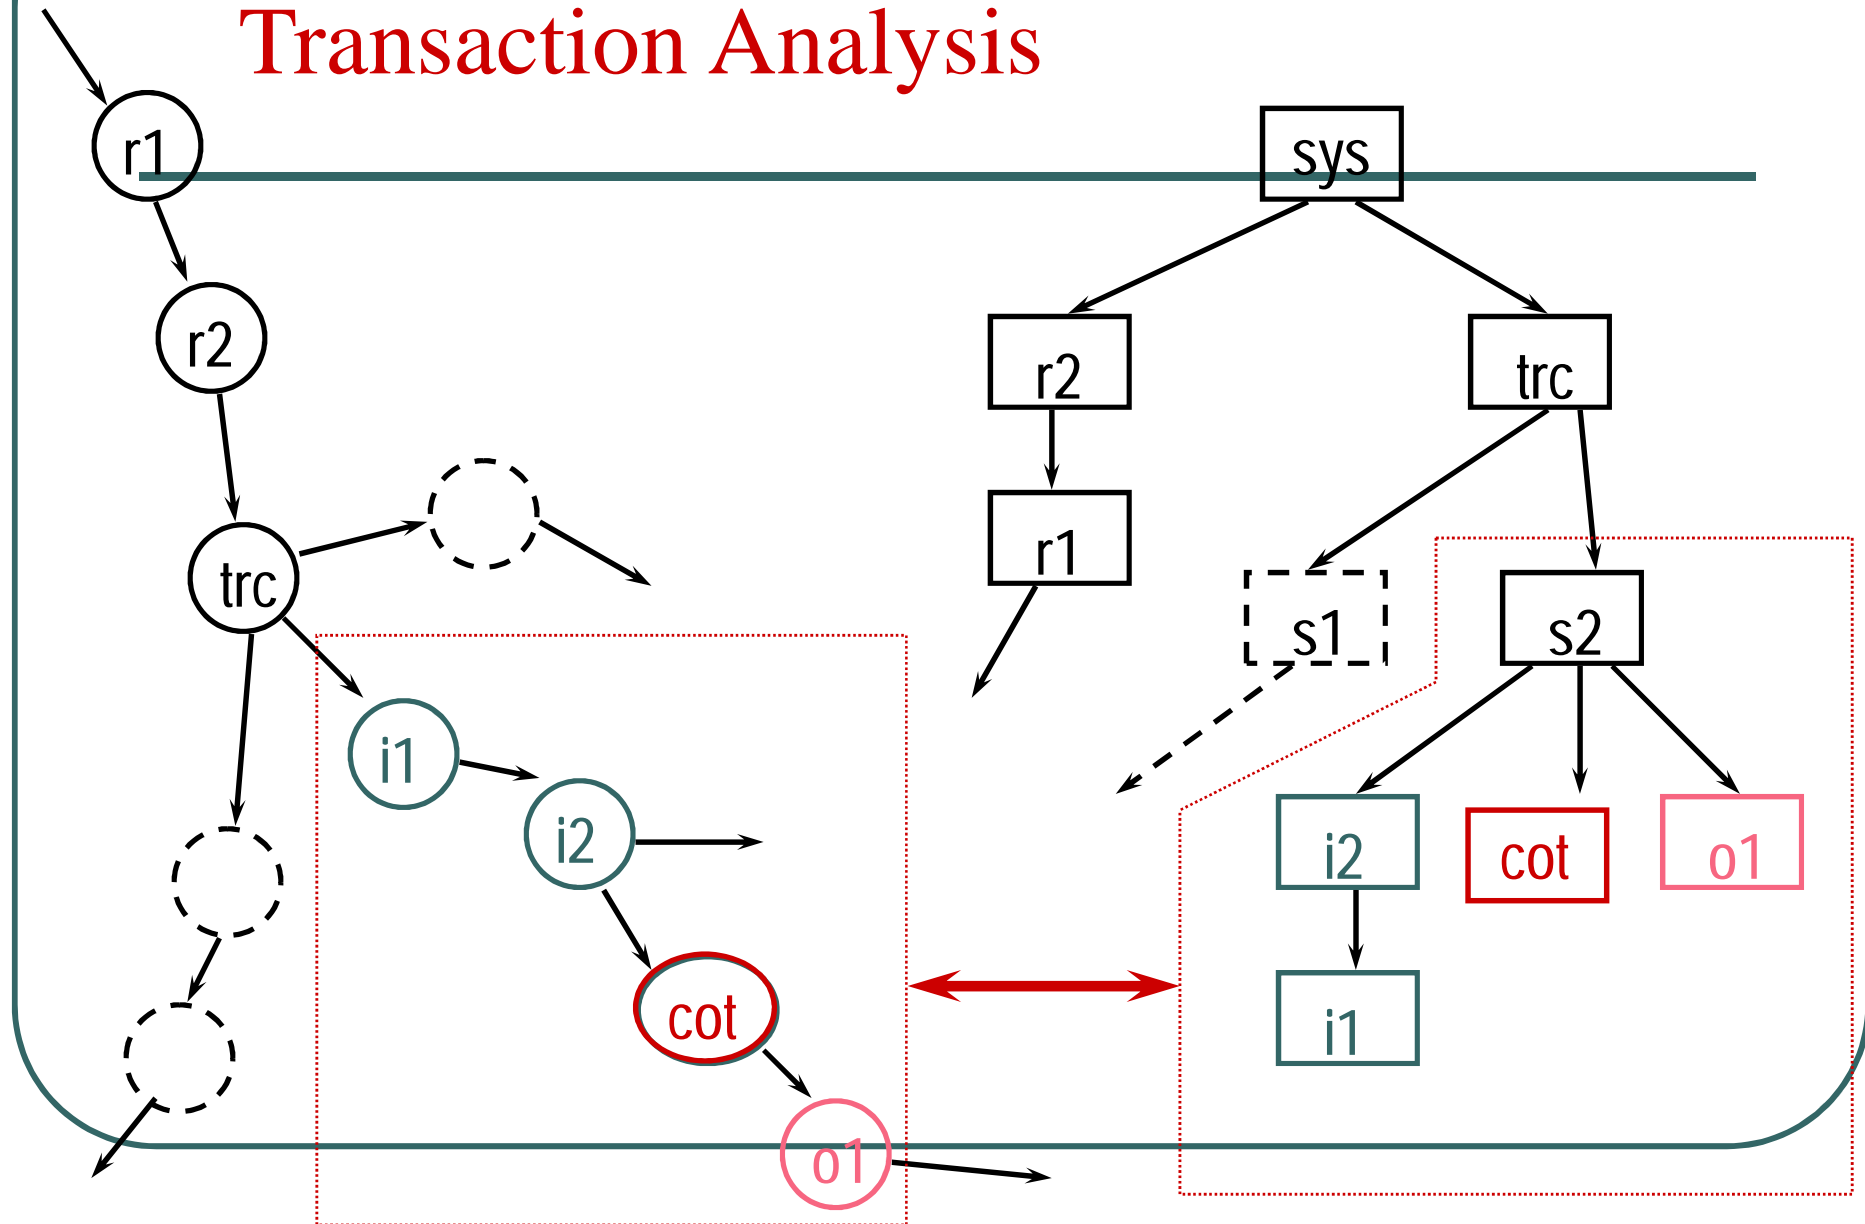 Transaction Analysis
r1
r2
trc
i1
i2
cot
o1
sys
r2
trc
r1
s1
s2
i2
cot
o1
i1